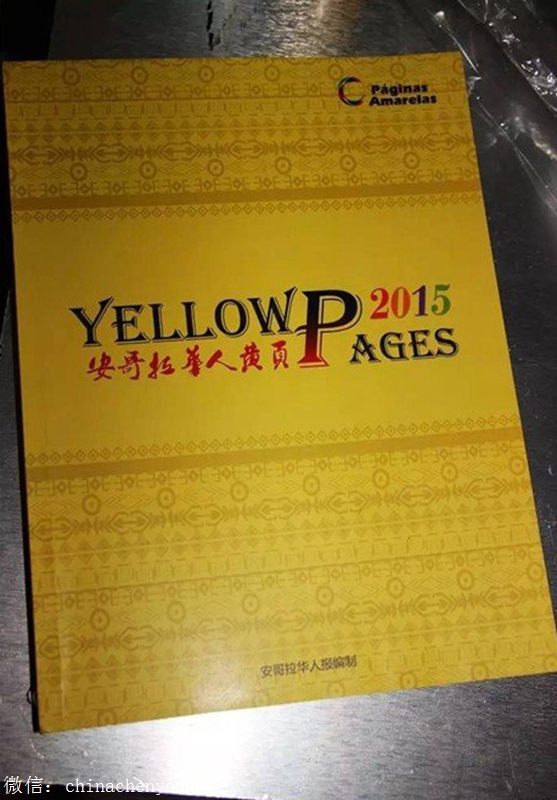 Páginas
Amarelas
YELLOW PAGES 2015
安哥拉華人黄頁
安哥拉华人报编制
微信：chinacheny